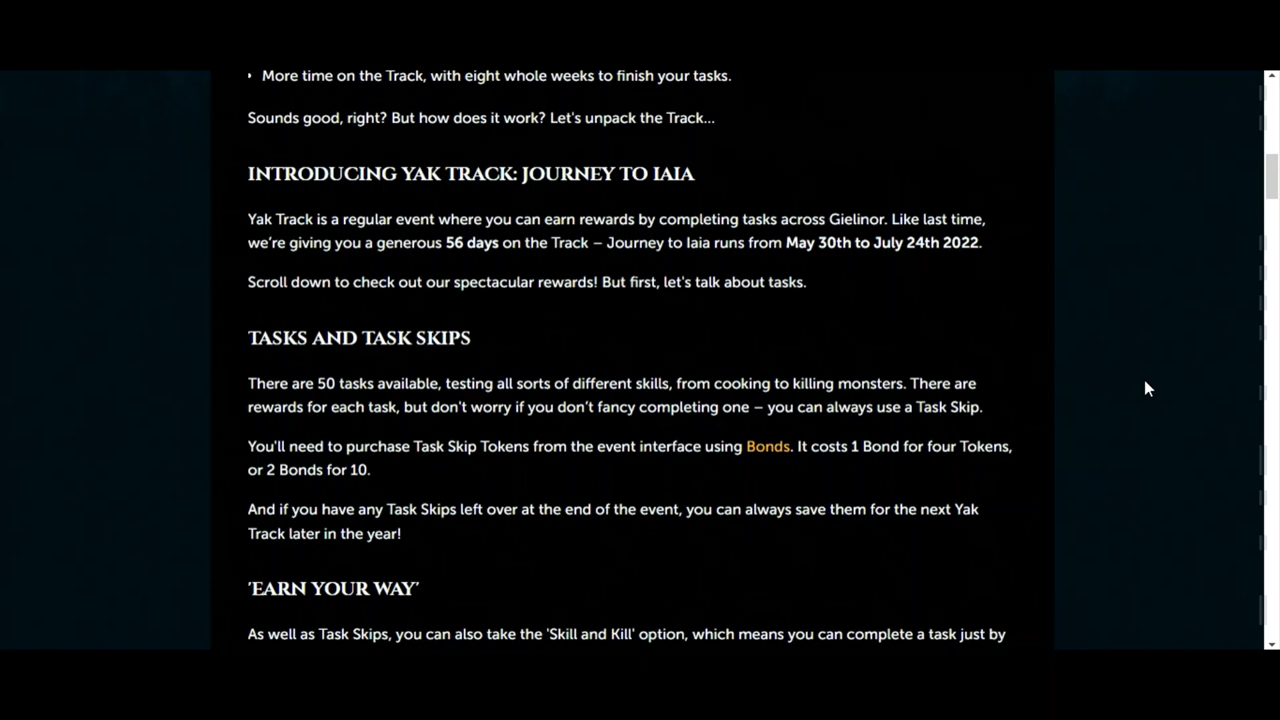 • More time on the Track, with eight whole weeks to finish your tasks.
Sounds good, right? But how does it work? Let's unpack the Track...
INTRODUCING YAK TRACK: JOURNEY TO IAIA
Yak Track is a regular event where you can earn rewards by completing tasks across Gielinor. Like last time,
we're giving you a generous 56 days on the Track – Journey to Iaia runs from May 30th to July 24th 2022.
Scroll down to check out our spectacular rewards! But first, let's talk about tasks.
TASKS AND TASK SKIPS
There are 50 tasks available, testing all sorts of different skills, from cooking to killing monsters. There are
rewards for each task, but don't worry if you don’t fancy completing one – you can always use a Task Skip.
You'll need to purchase Task Skip Tokens from the event interface using Bonds. It costs 1 Bond for four Tokens,
or 2 Bonds for 10.
And if you have any Task Skips left over at the end of the event, you can always save them for the next Yak
Track later in the year!
'EARN YOUR WAY'
As well as Task Skips, you can also take the 'Skill and Kill' option, which means you can complete a task just by